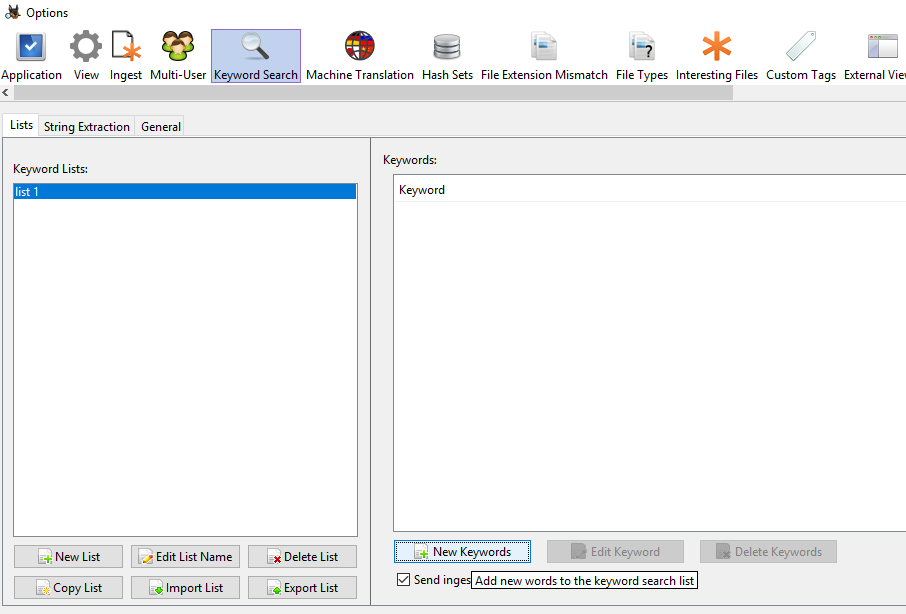 Options
Application View Ingest Multi-User Keyword Search Machine Translation Hash Sets File Extension Mismatch File Types Interesting Files Custom Tags External
Lists String Extraction General
Keyword Lists:
list 1
Keywords:
Keyword
New List Edit List Name Delete List
Copy List Import List Export List
New Keywords Edit Keyword Delete Keywords
Send inges
Add new words to the keyword search list